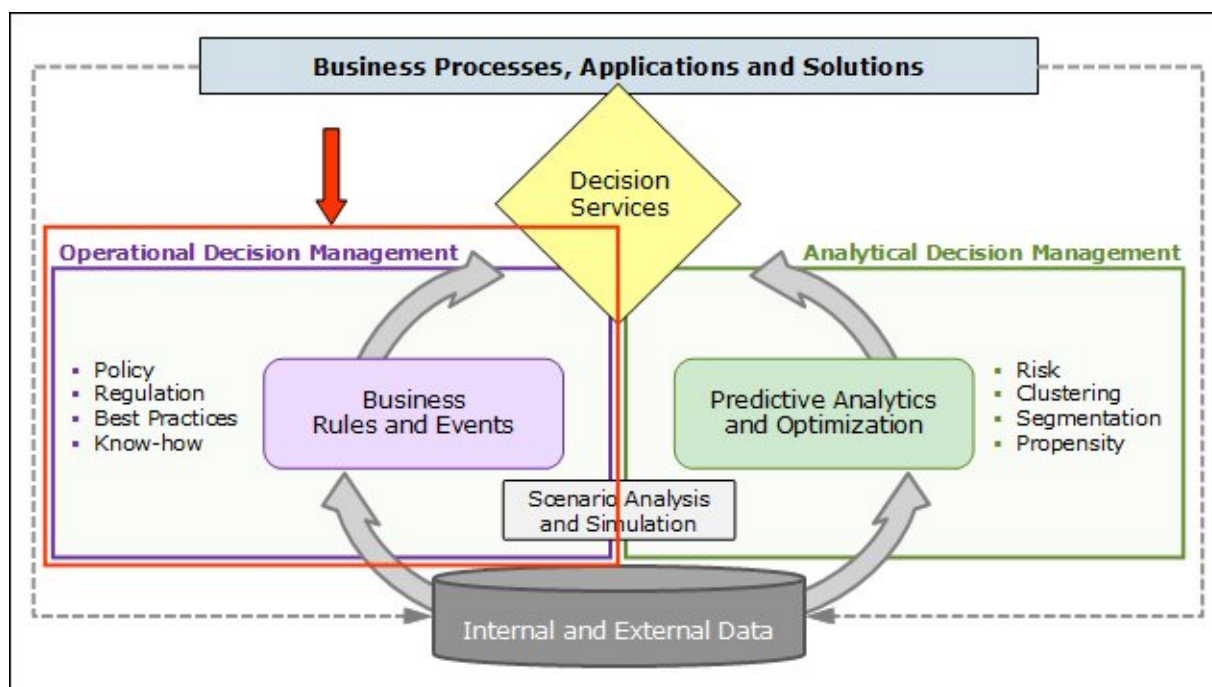 Business Processes, Applications and Solutions
Decision
Services
Operational Decision Management
Analytical Decision Management
▪ Policy
▪ Regulation
▪ Best Practices
▪ Know-how
Business
Rules and Events
Predictive Analytics
and Optimization
▪ Risk
▪ Clustering
▪ Segmentation
▪ Propensity
Scenario Analysis
and Simulation
Internal and External Data